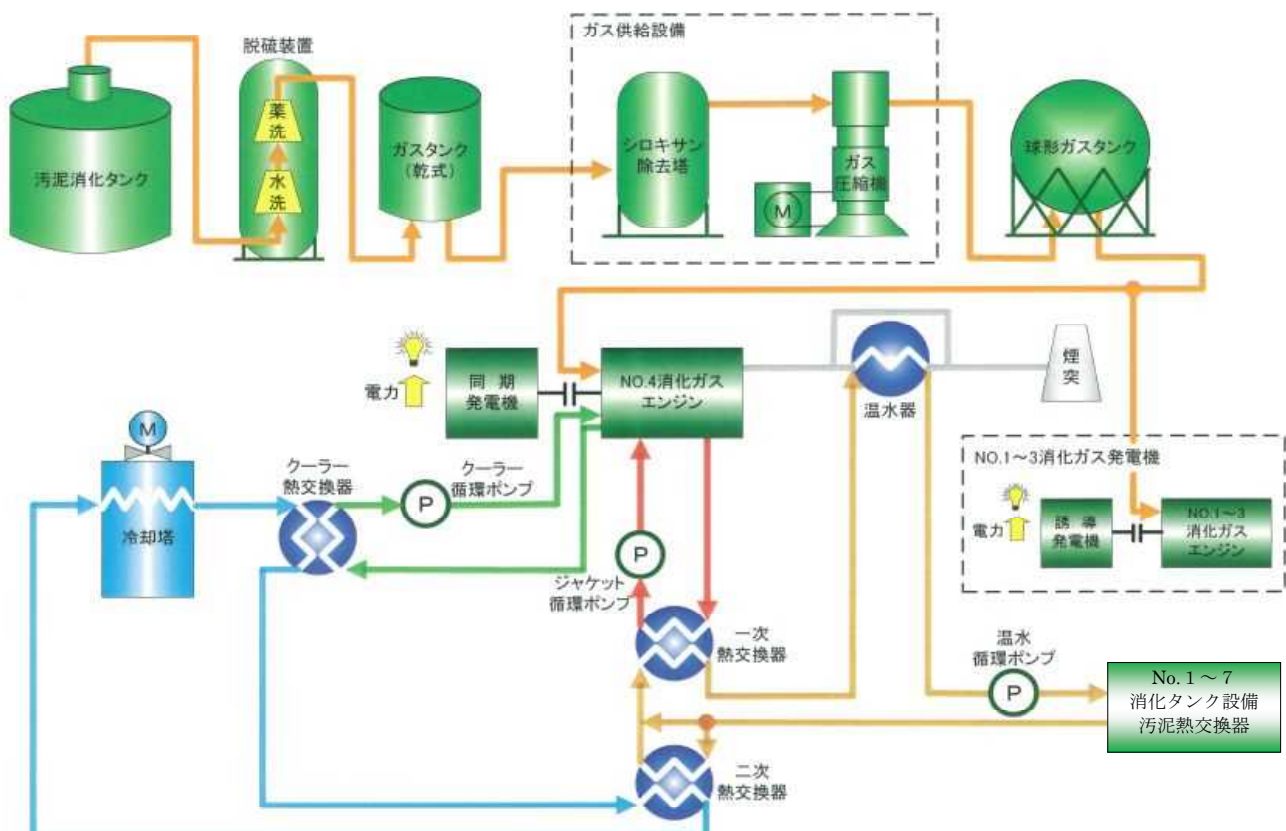 ガス供給設備
脱硫装置
汚泥消化タンク
薬
洗
水
洗
ガスタンク
（乾式）
シロキサン
除去塔
M
ガス
圧縮機
球形ガスタンク
電力
同期
発電機
NO.4消化ガス
エンジン
温水器
煙
突
NO.1～3消化ガス発電機
電力
誘導
発電機
NO.1～3
消化ガス
エンジン
M
冷却塔
クーラー
熱交換器
クーラー
循環ポンプ
P
P
ジャケット
循環ポンプ
一次
熱交換器
温水
循環ポンプ
P
No. 1 ～ 7
消化タンク設備
汚泥熱交換器
二次
熱交換器